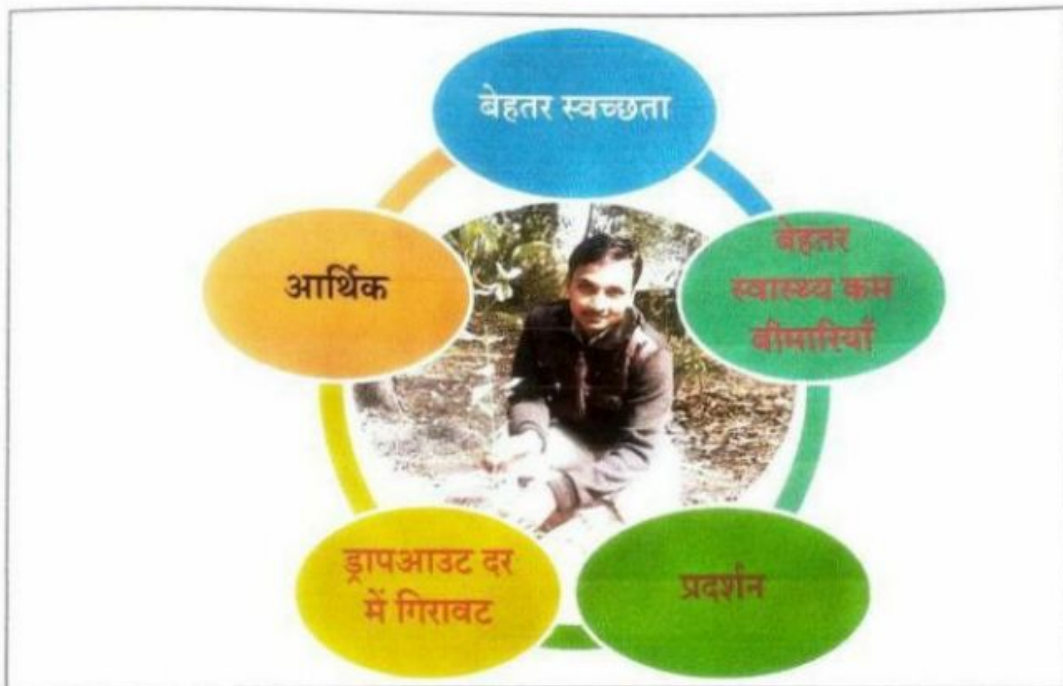 बेहतर स्वच्छता
आर्थिक
बेहतर
स्वास्थ्य कम
बीमारियाँ
ड्रापआउट दर
में गिरावट
प्रदर्शन